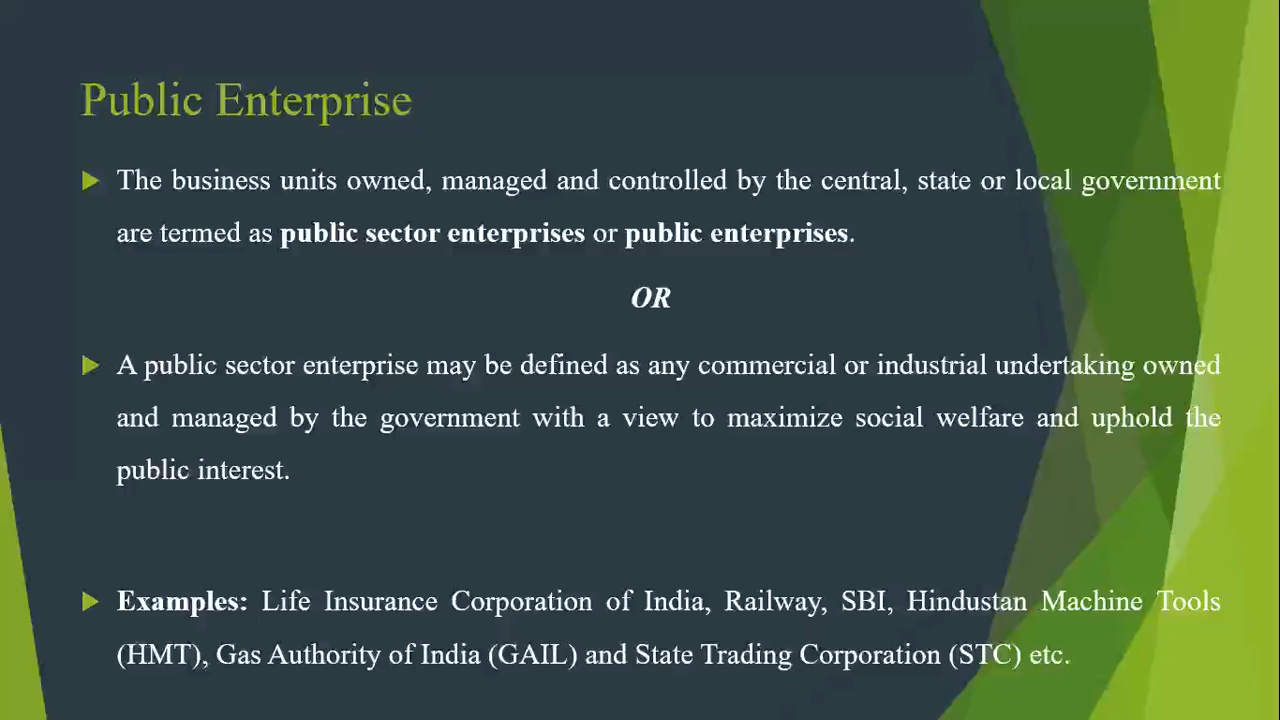 Public Enterprise
The business units owned, managed and controlled by the central, state or local government
are termed as public sector enterprises or public enterprises.
OR
A public sector enterprise may be defined as any commercial or industrial undertaking owned
and managed by the government with a view to maximize social welfare and uphold the
public interest.
Examples: Life Insurance Corporation of India, Railway, SBI, Hindustan Machine Tools
(HMT), Gas Authority of India (GAIL) and State Trading Corporation (STC) etc.